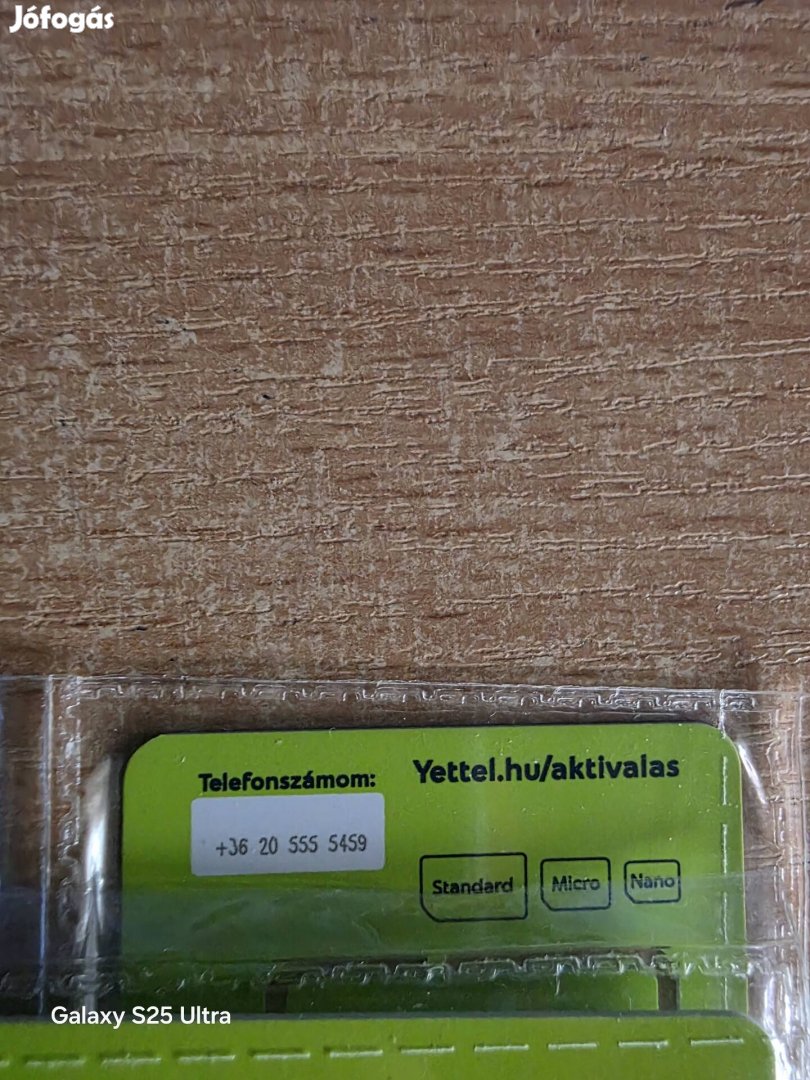 Jófogás
Telefonszámom:
Yettel.hu/aktivalas
+36 20 555 5459
Standard
Micro
Nano
Galaxy S25 Ultra